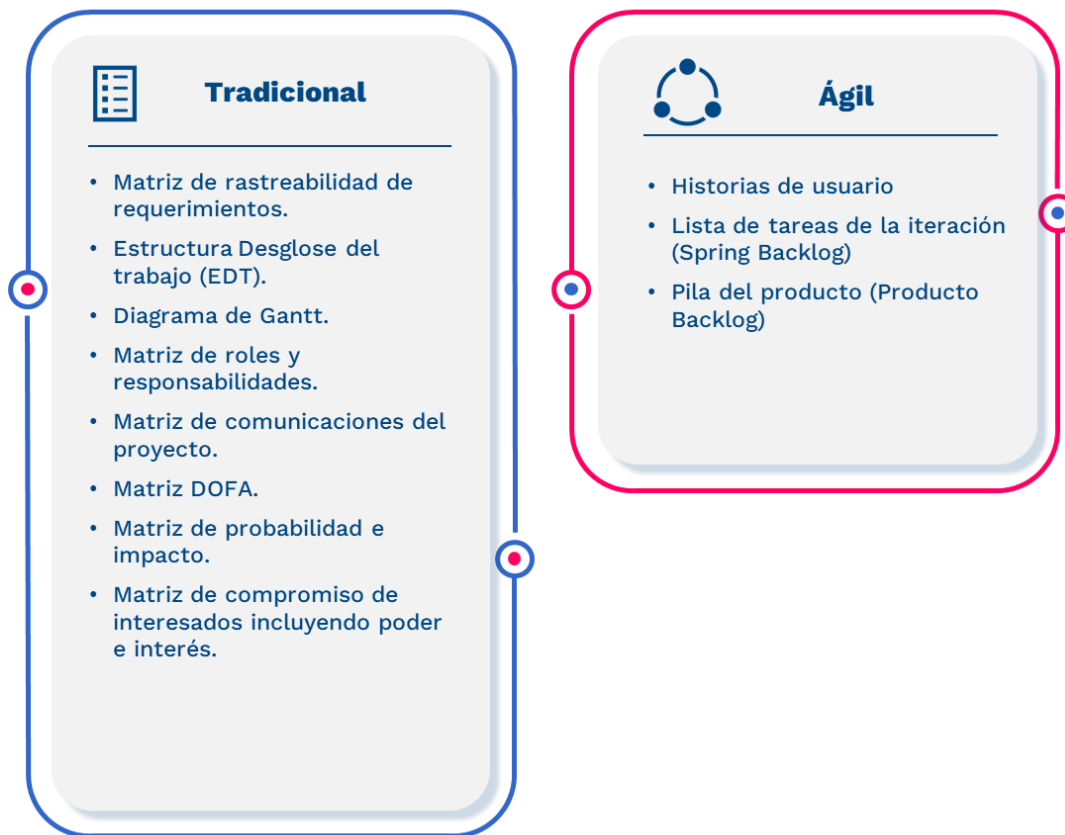 Tradicional
• Matriz de rastreabilidad de
requerimientos.
• Estructura Desglose del
trabajo (EDT).
• Diagrama de Gantt.
• Matriz de roles y
responsabilidades.
• Matriz de comunicaciones del
proyecto.
• Matriz DOFA.
• Matriz de probabilidad e
impacto.
• Matriz de compromiso de
interesados incluyendo poder
e interés.
Ágil
• Historias de usuario
• Lista de tareas de la iteración
(Spring Backlog)
• Pila del producto (Producto
Backlog)